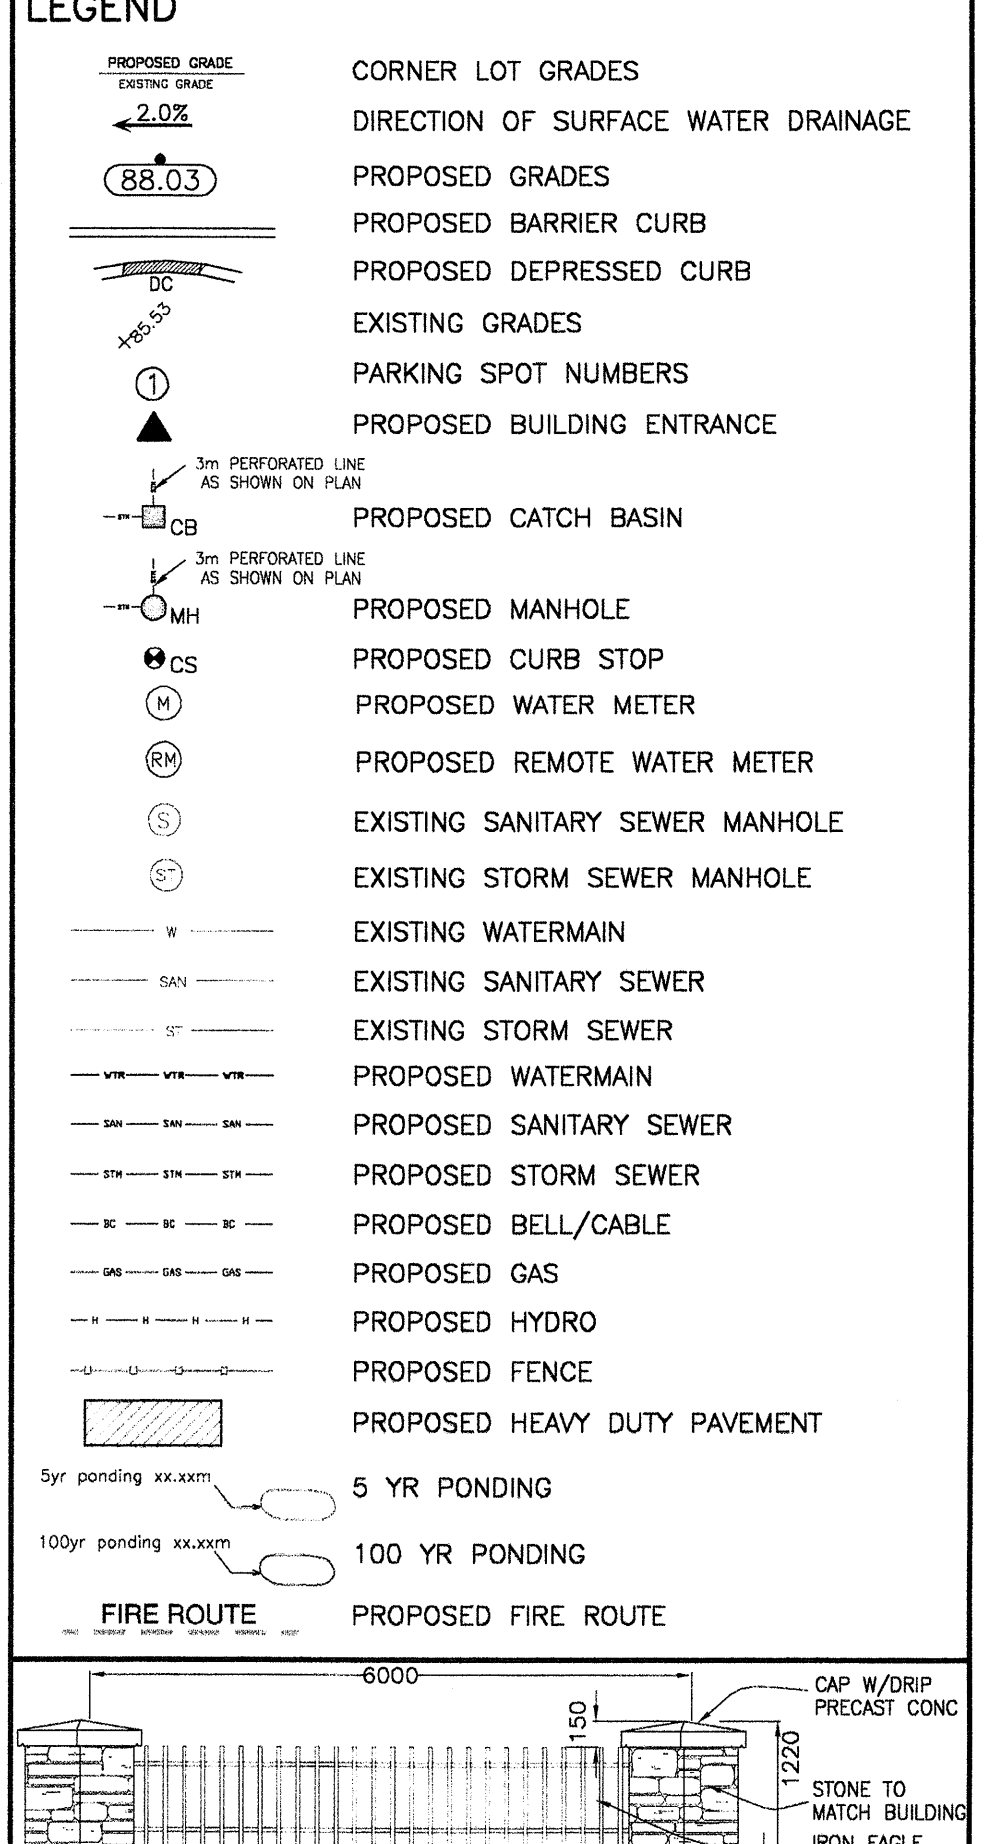 LEGEND
PROPOSED GRADE
EXISTING GRADE
CORNER LOT GRADES
2.0%
DIRECTION OF SURFACE WATER DRAINAGE
88.03
PROPOSED GRADES
PROPOSED BARRIER CURB
DC
PROPOSED DEPRESSED CURB
85.53
EXISTING GRADES
1
PARKING SPOT NUMBERS
PROPOSED BUILDING ENTRANCE
3m PERFORATED LINE
AS SHOWN ON PLAN
STM
CB
PROPOSED CATCH BASIN
3m PERFORATED LINE
AS SHOWN ON PLAN
STM
MH
PROPOSED MANHOLE
CS
PROPOSED CURB STOP
M
PROPOSED WATER METER
RM
PROPOSED REMOTE WATER METER
S
EXISTING SANITARY SEWER MANHOLE
ST
EXISTING STORM SEWER MANHOLE
W
EXISTING WATERMAIN
SAN
EXISTING SANITARY SEWER
ST
EXISTING STORM SEWER
WTR WTR WTR
PROPOSED WATERMAIN
SAN SAN SAN
PROPOSED SANITARY SEWER
STM STM STM
PROPOSED STORM SEWER
BC BC BC
PROPOSED BELL/CABLE
GAS GAS GAS
PROPOSED GAS
H H H H
PROPOSED HYDRO
PROPOSED FENCE
PROPOSED HEAVY DUTY PAVEMENT
5yr ponding xx.xxm
5 YR PONDING
100yr ponding xx.xxm
100 YR PONDING
FIRE ROUTE
PROPOSED FIRE ROUTE
6000
150
1220
CAP W/DRIP
PRECAST CONC
STONE TO
MATCH BUILDING
IRON EAGLE